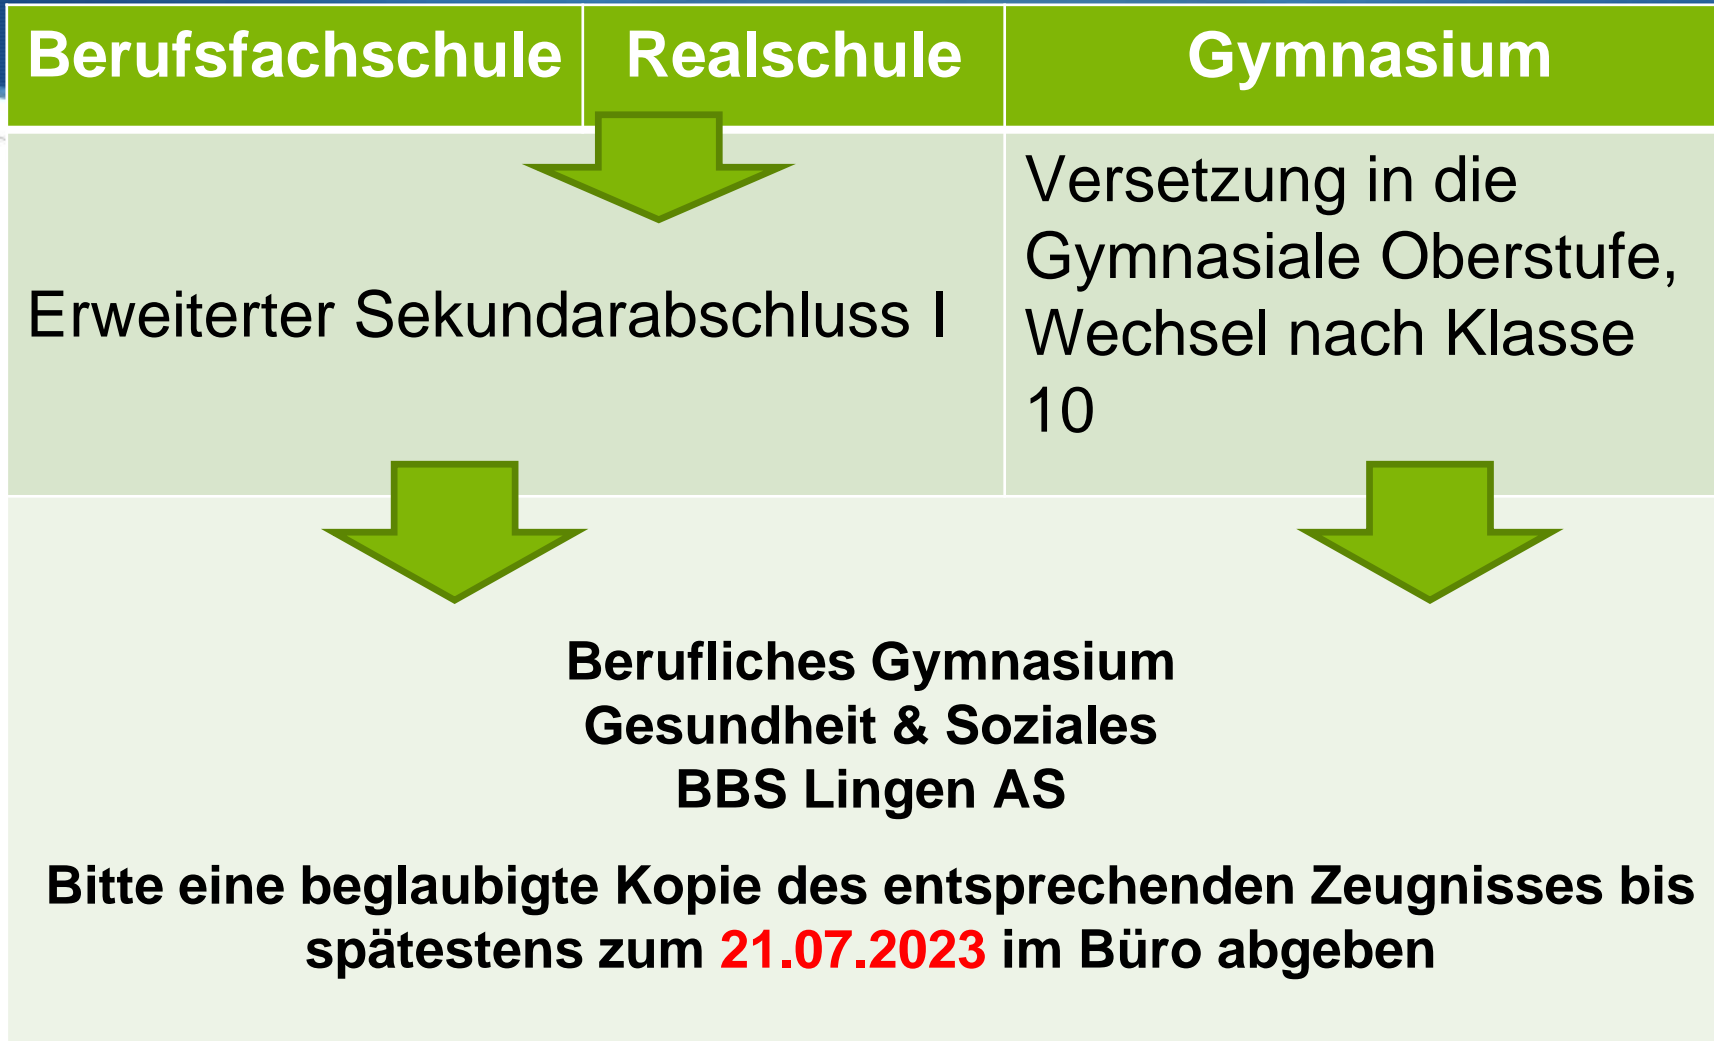 Berufsfachschule Realschule Gymnasium
Erweiterter Sekundarabschluss I
Versetzung in die
Gymnasiale Oberstufe,
Wechsel nach Klasse
10
Berufliches Gymnasium
Gesundheit & Soziales
BBS Lingen AS
Bitte eine beglaubigte Kopie des entsprechenden Zeugnisses bis
spätestens zum 21.07.2023 im Büro abgeben